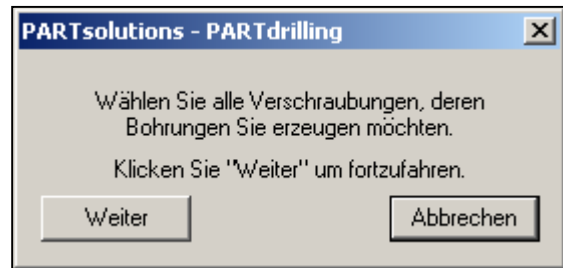 PARTsolutions - PARTdrilling
Wählen Sie alle Verschraubungen, deren
Bohrungen Sie erzeugen möchten.
Klicken Sie "Weiter" um fortzufahren.
Weiter
Abbrechen